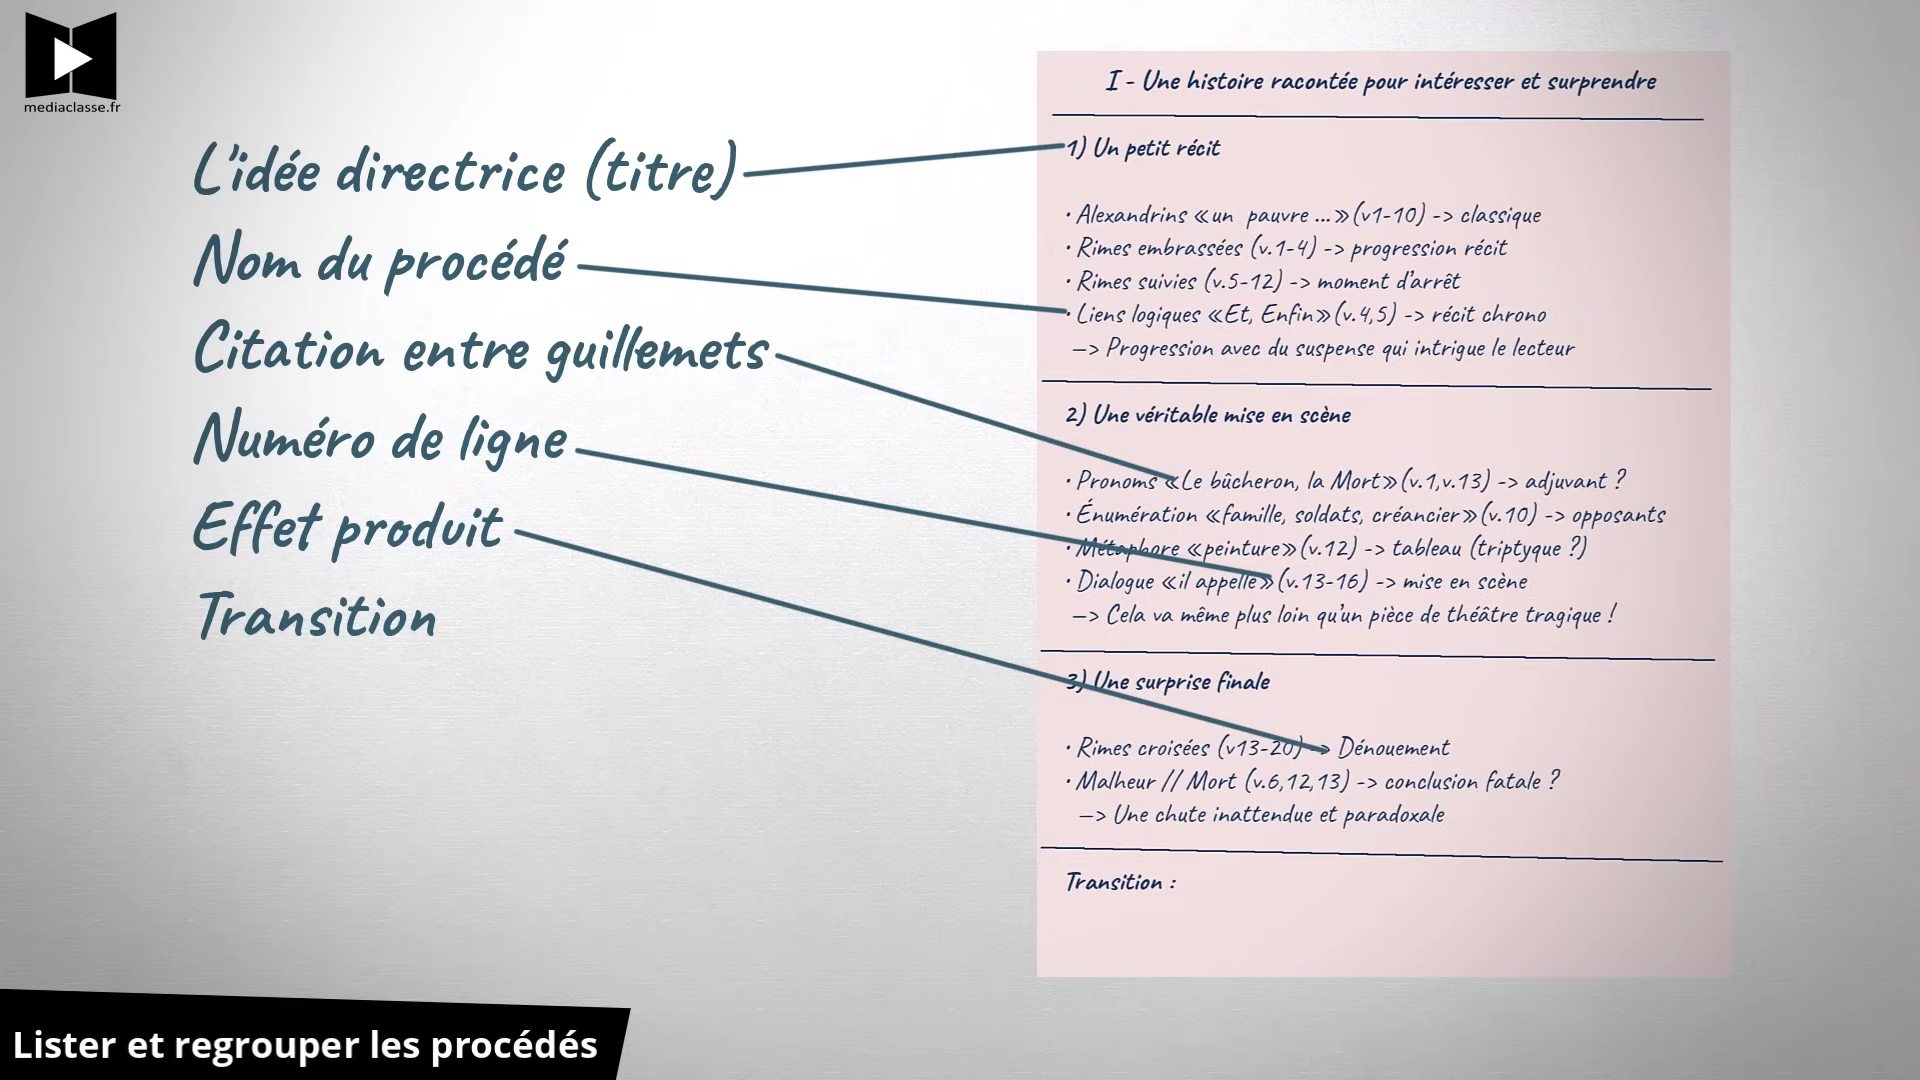 mediaclasse.fr
L'idée directrice (titre)
Nom du procédé
Citation entre guillemets
Numéro de ligne
Effet produit
Transition
I - Une histoire racontée pour intéresser et surprendre
1) Un petit récit
• Alexandrins «un pauvre ...»(v1-10) -> classique
• Rimes embrassées (v.1-4) -> progression récit
• Rimes suivies (v.5-12) -> moment d'arrêt
• Liens logiques «Et, Enfin»(v.4,5) -> récit chrono
—> Progression avec du suspense qui intrigue le lecteur
2) Une véritable mise en scène
• Pronoms «Le bûcheron, la Mort»(v.1,v.13) -> adjuvant ?
• Énumération «famille, soldats, créancier»(v.10) -> opposants
• Métaphore «peinture»(v.12) -> tableau (triptyque ?)
• Dialogue «il appelle»(v.13-16) -> mise en scène
—> Cela va même plus loin qu'un pièce de théâtre tragique !
3) Une surprise finale
• Rimes croisées (v13-20) -> Dénouement
• Malheur // Mort (v.6,12,13) -> conclusion fatale ?
—> Une chute inattendue et paradoxale
Transition :
Lister et regrouper les procédés